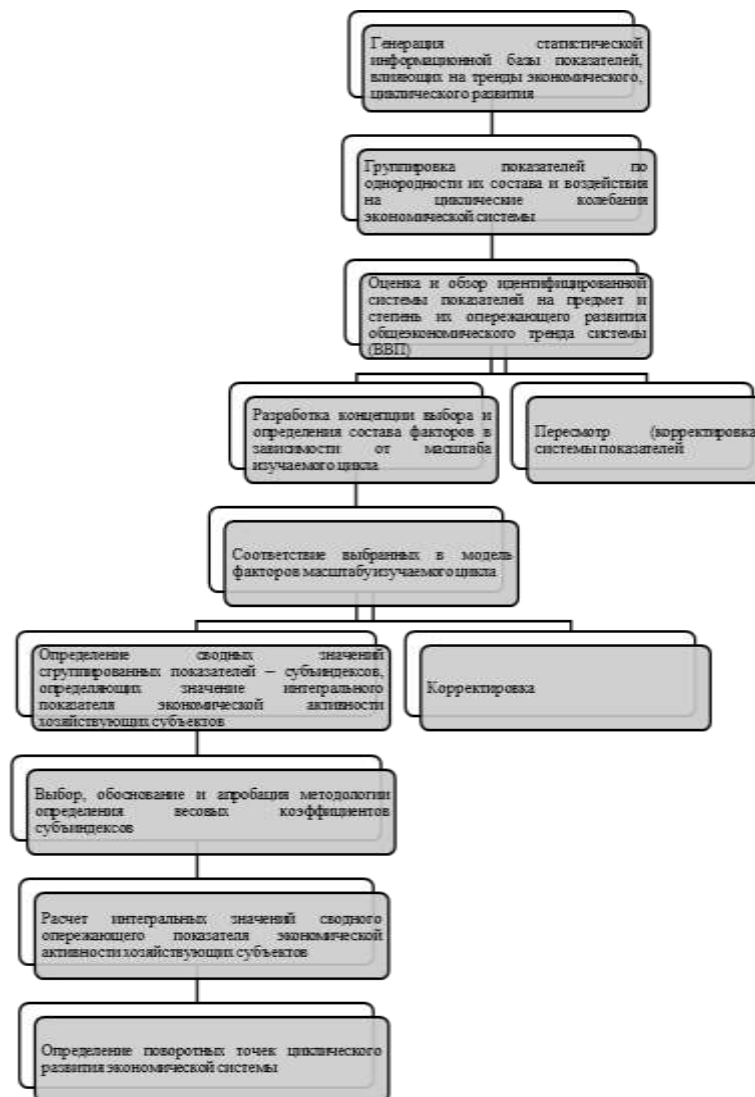 Генерация статистической
информационной базы показателей,
влияющих на тренды экономического,
циклического развития
Группировка показателей по
однородности их состава и воздействия
на циклические колебания
экономической системы
Оценка и обзор идентифицированной
системы показателей на предмет и
степень их опережающего развития
общеэкономического тренда системы
(ВВП)
Разработка концепции выбора и
определения состава факторов в
зависимости от масштаба
изучаемого цикла
Пересмотр (корректировка
системы показателей
Соответствие выбранных в модель
факторов масштабу изучаемого цикла
Определение сводных значений
сгруппированных показателей – субъиндексов,
определяющих значение интегрального
показателя экономической активности
хозяйствующих субъектов
Корректировка
Выбор, обоснование и апробация методологии
определения весовых коэффициентов
субъиндексов
Расчет интегральных значений сводного
опережающего показателя экономической
активности хозяйствующих субъектов
Определение поворотных точек циклического
развития экономической системы